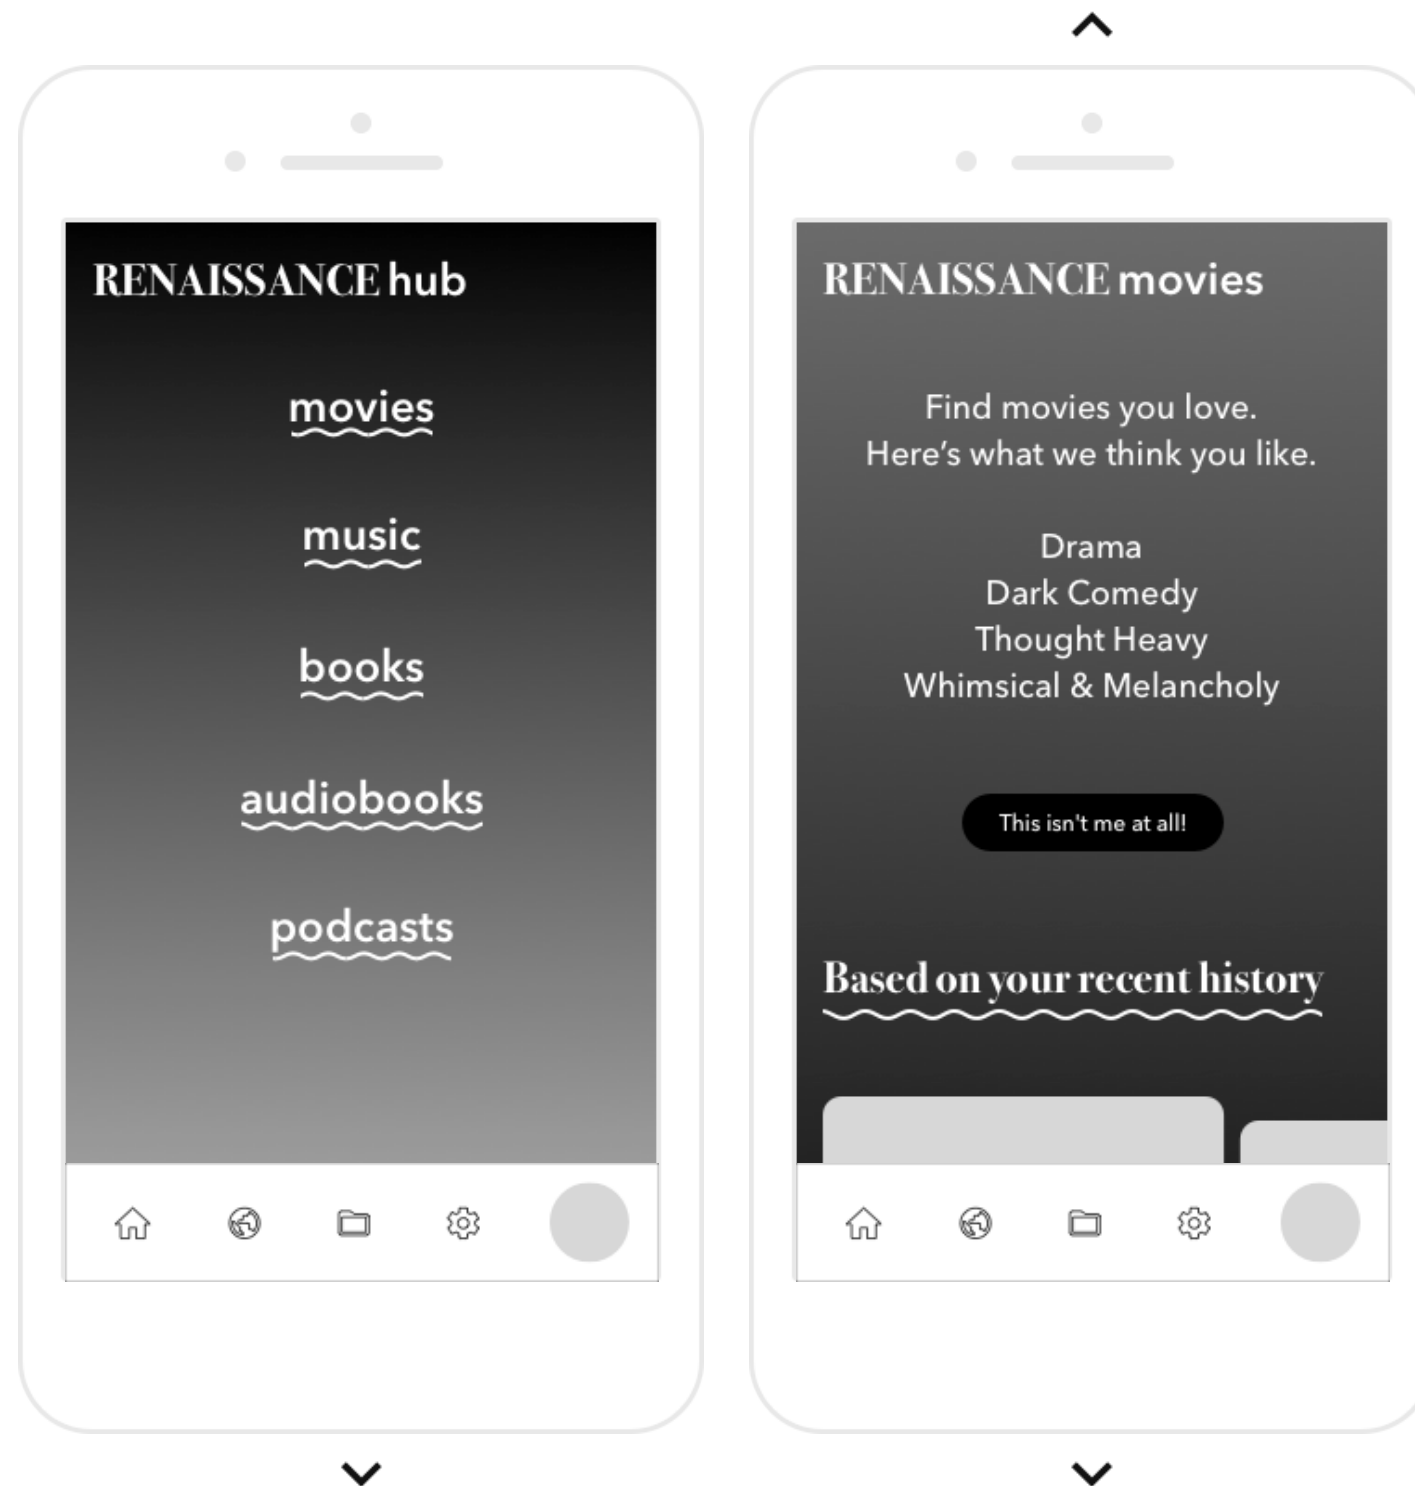 RENAISSANCE hub
movies
music
books
audiobooks
podcasts
RENAISSANCE movies
Find movies you love.
Here’s what we think you like.
Drama
Dark Comedy
Thought Heavy
Whimsical & Melancholy
This isn't me at all!
Based on your recent history